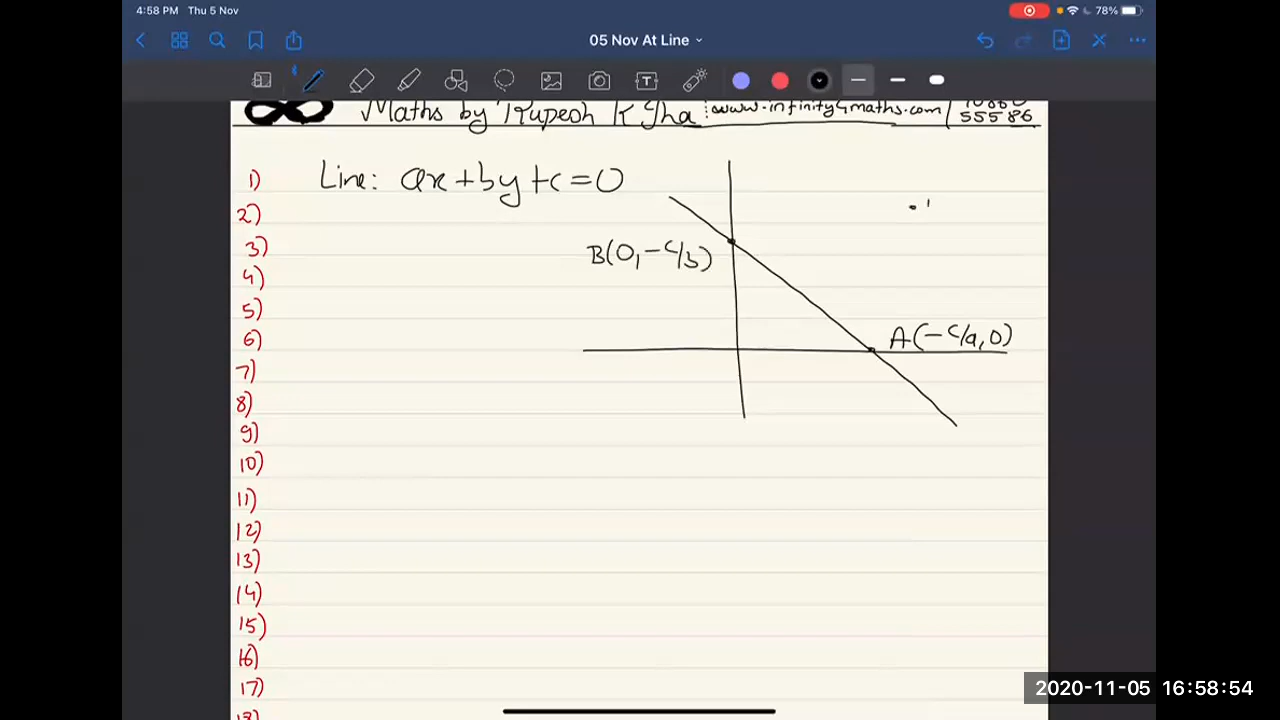 4:58 PM Thu 5 Nov
78%
05 Nov At Line
T
Maths by Rupesh K Jha
www.infinity4maths.com
55586
1) Line: ax+by+c=0
2)
3) B(0,-c/b)
4)
5)
6) A(-c/a,0)
7)
8)
9)
10)
11)
12)
13)
14)
15)
16)
17)
2020-11-05 16:58:54